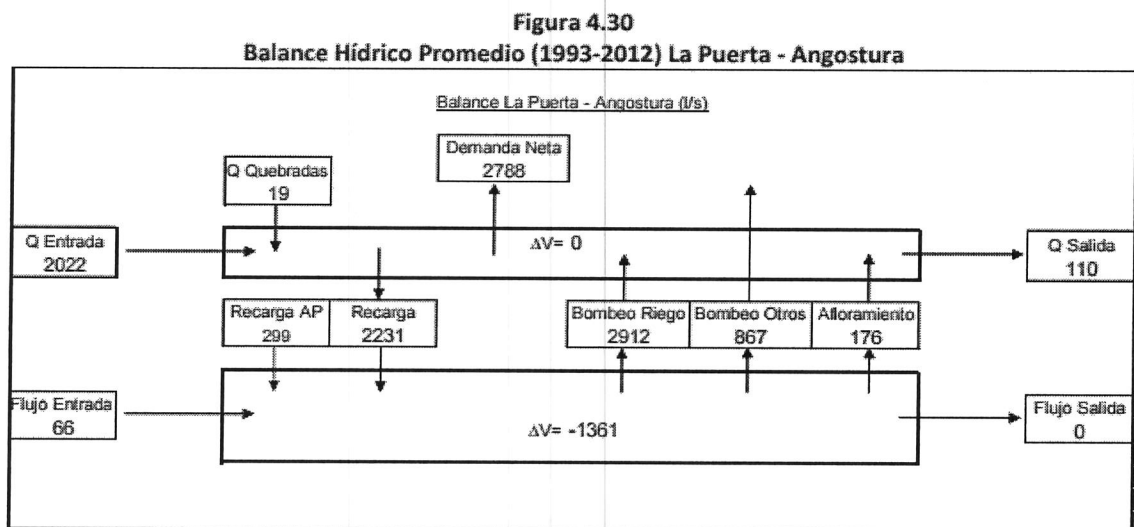 Figura 4.30
Balance Hídrico Promedio (1993-2012) La Puerta - Angostura
Balance La Puerta - Angostura (l/s)
Demanda Neta
2788
Q Quebradas
19
Q Entrada
2022
ΔV= 0
Q Salida
110
Recarga AP
299
Recarga
2231
Bombeo Riego
2912
Bombeo Otros
867
Afloramiento
176
Flujo Entrada
66
ΔV= -1361
Flujo Salida
0